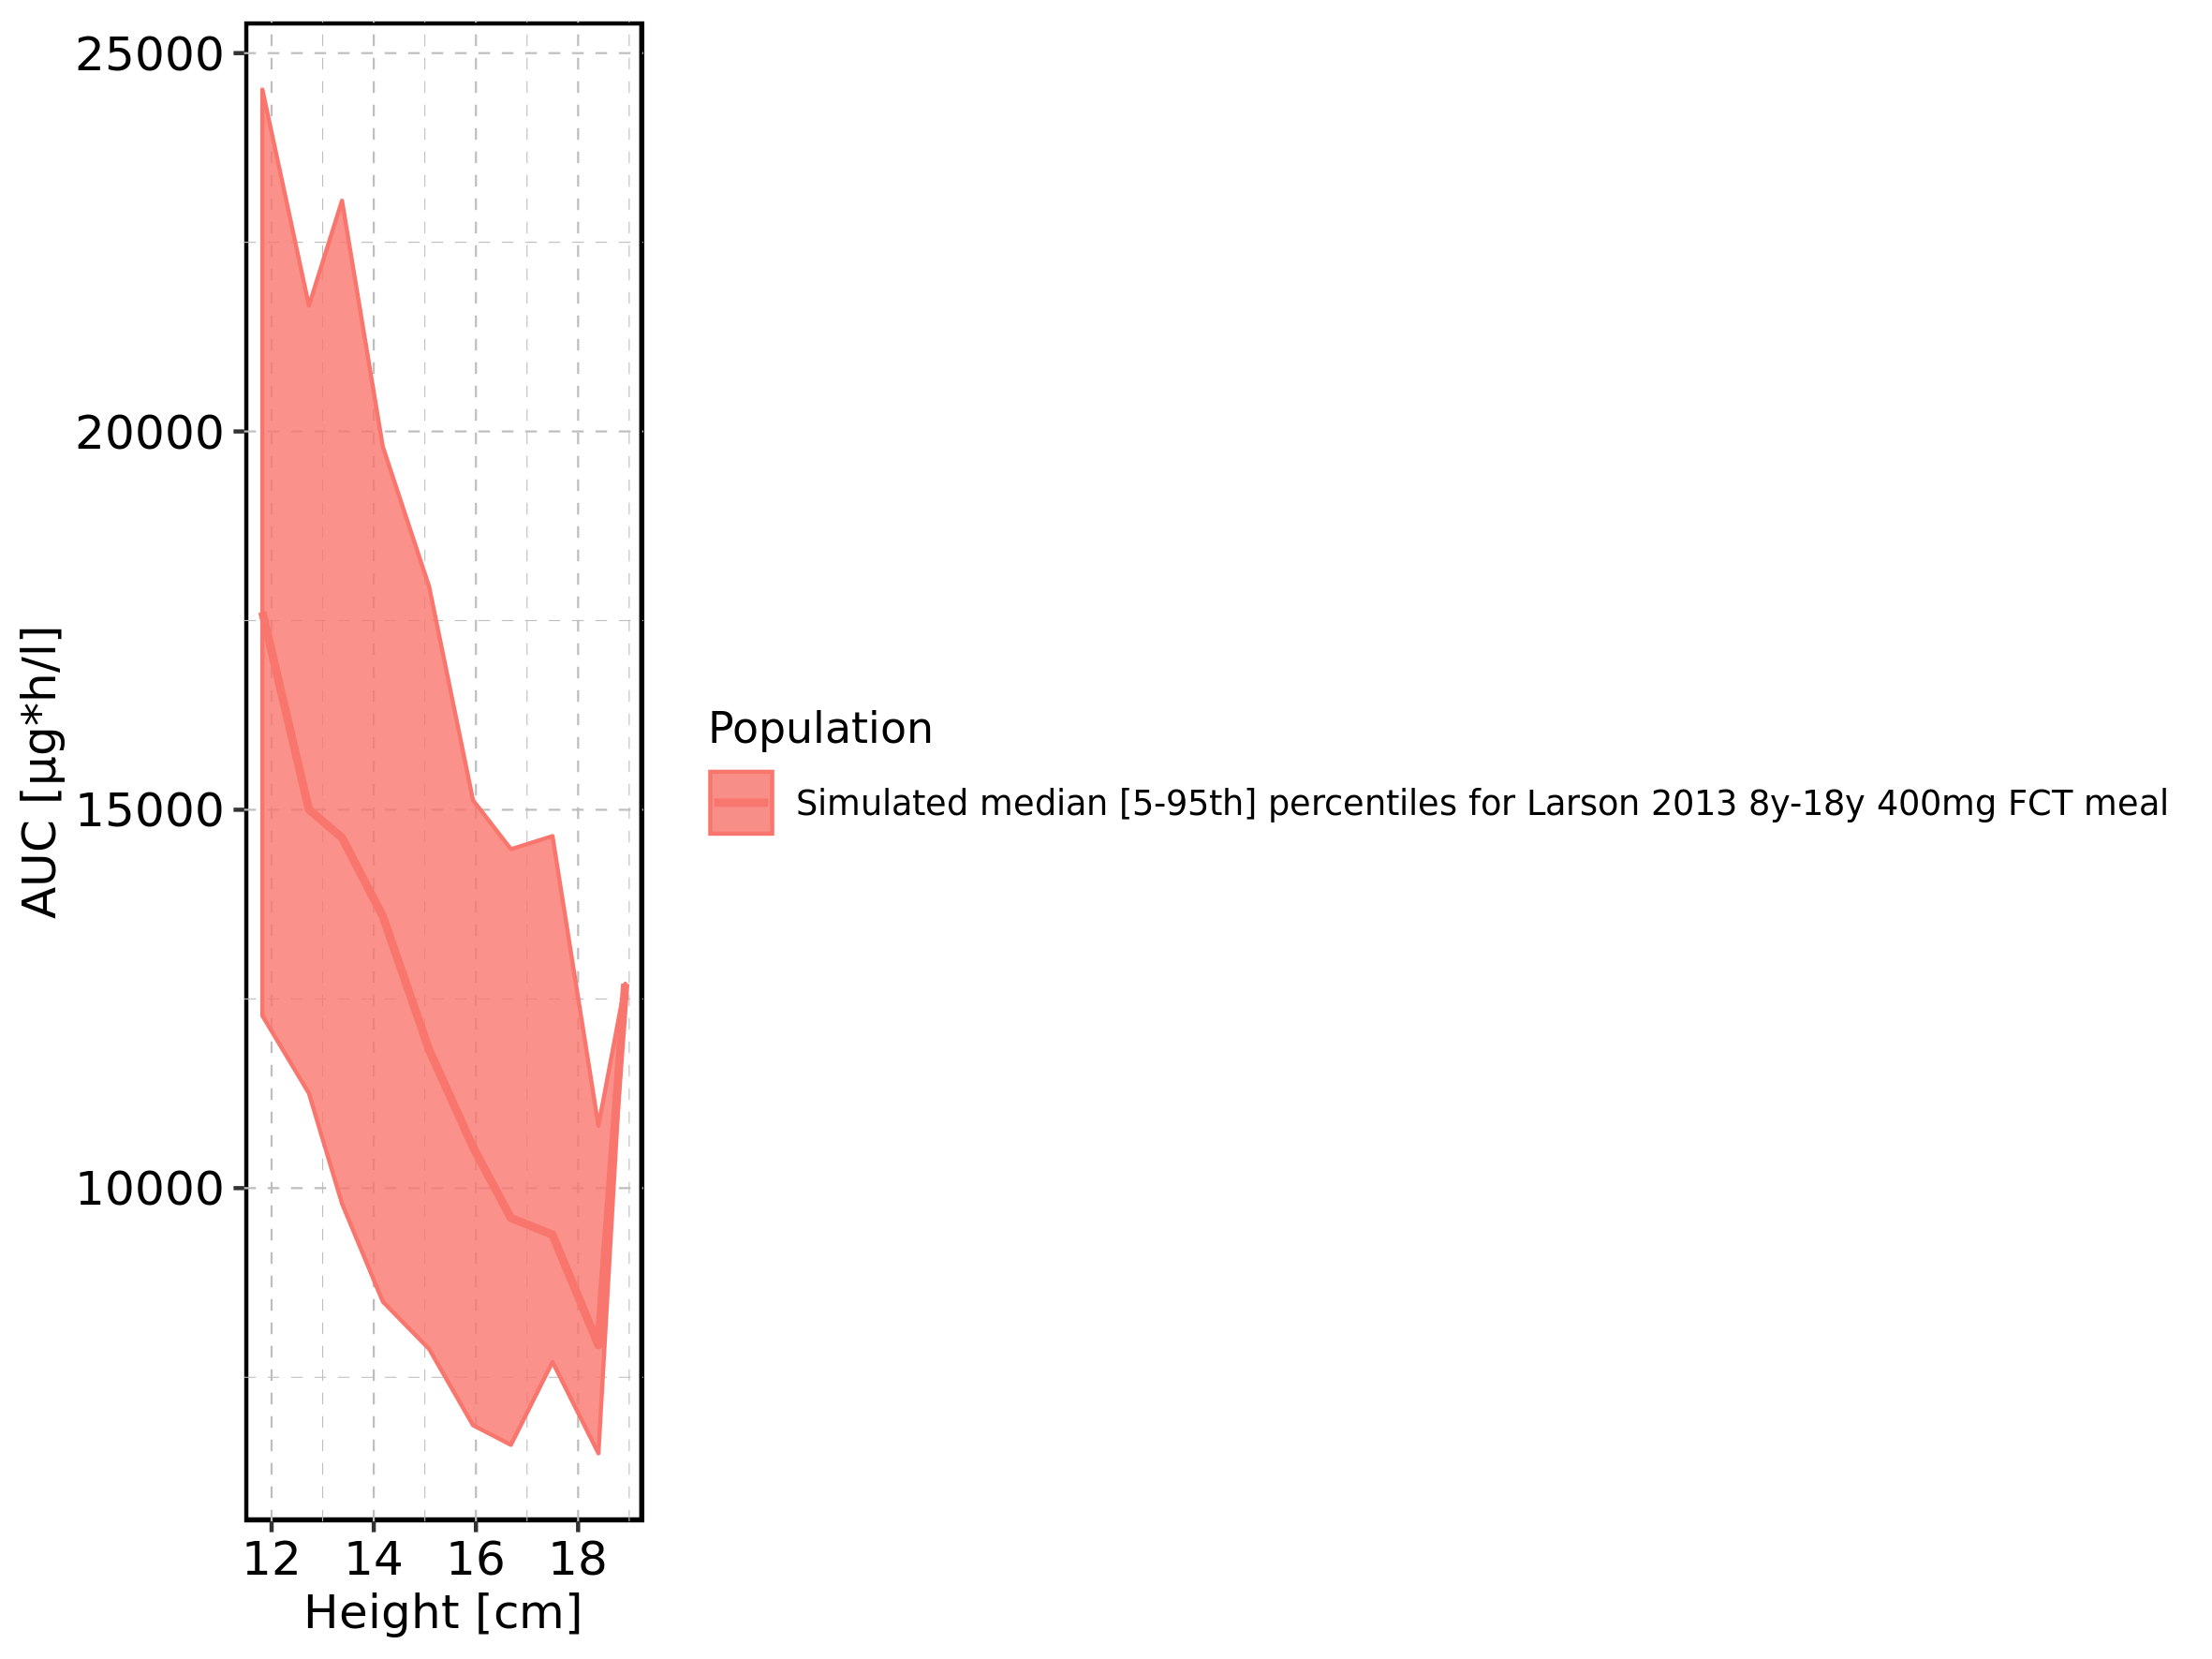 25000
20000
15000
10000
AUC [µg*h/l]
12 14 16 18
Height [cm]
Population
Simulated median [5-95th] percentiles for Larson 2013 8y-18y 400mg FCT meal